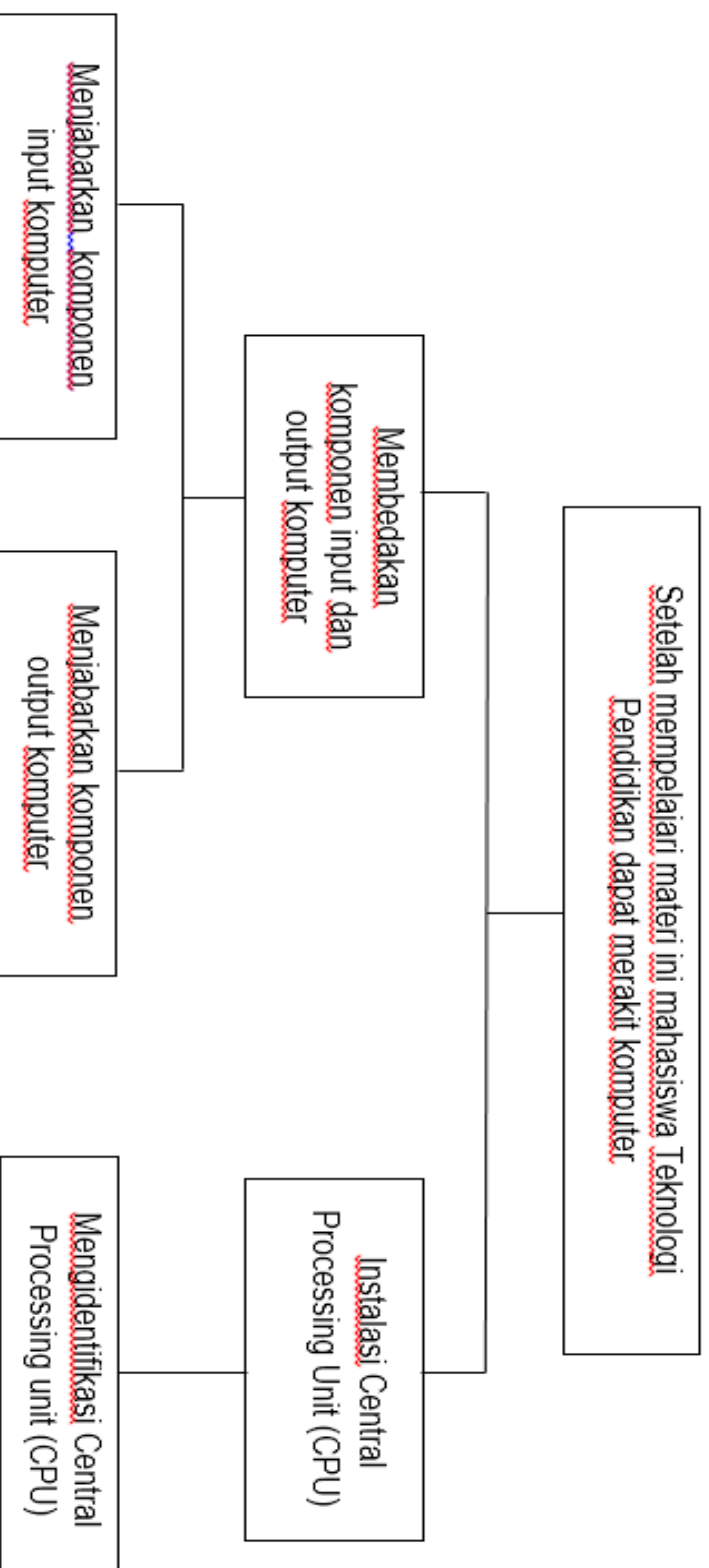 Setelah mempelajari materi ini mahasiswa Teknologi
Pendidikan dapat merakit komputer
Membedakan
komponen input dan
output komputer
Instalasi Central
Processing Unit (CPU)
Menjabarkan komponen
input komputer
Menjabarkan komponen
output komputer
Mengidentifikasi Central
Processing unit (CPU)